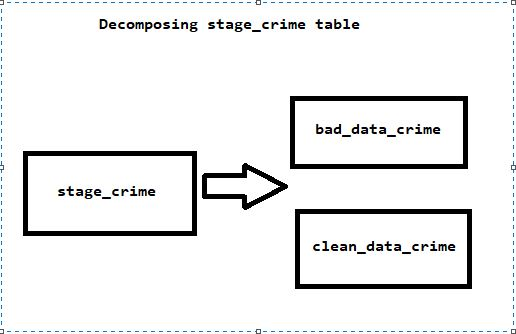 Decomposing stage_crime table
bad_data_crime
stage_crime
clean_data_crime